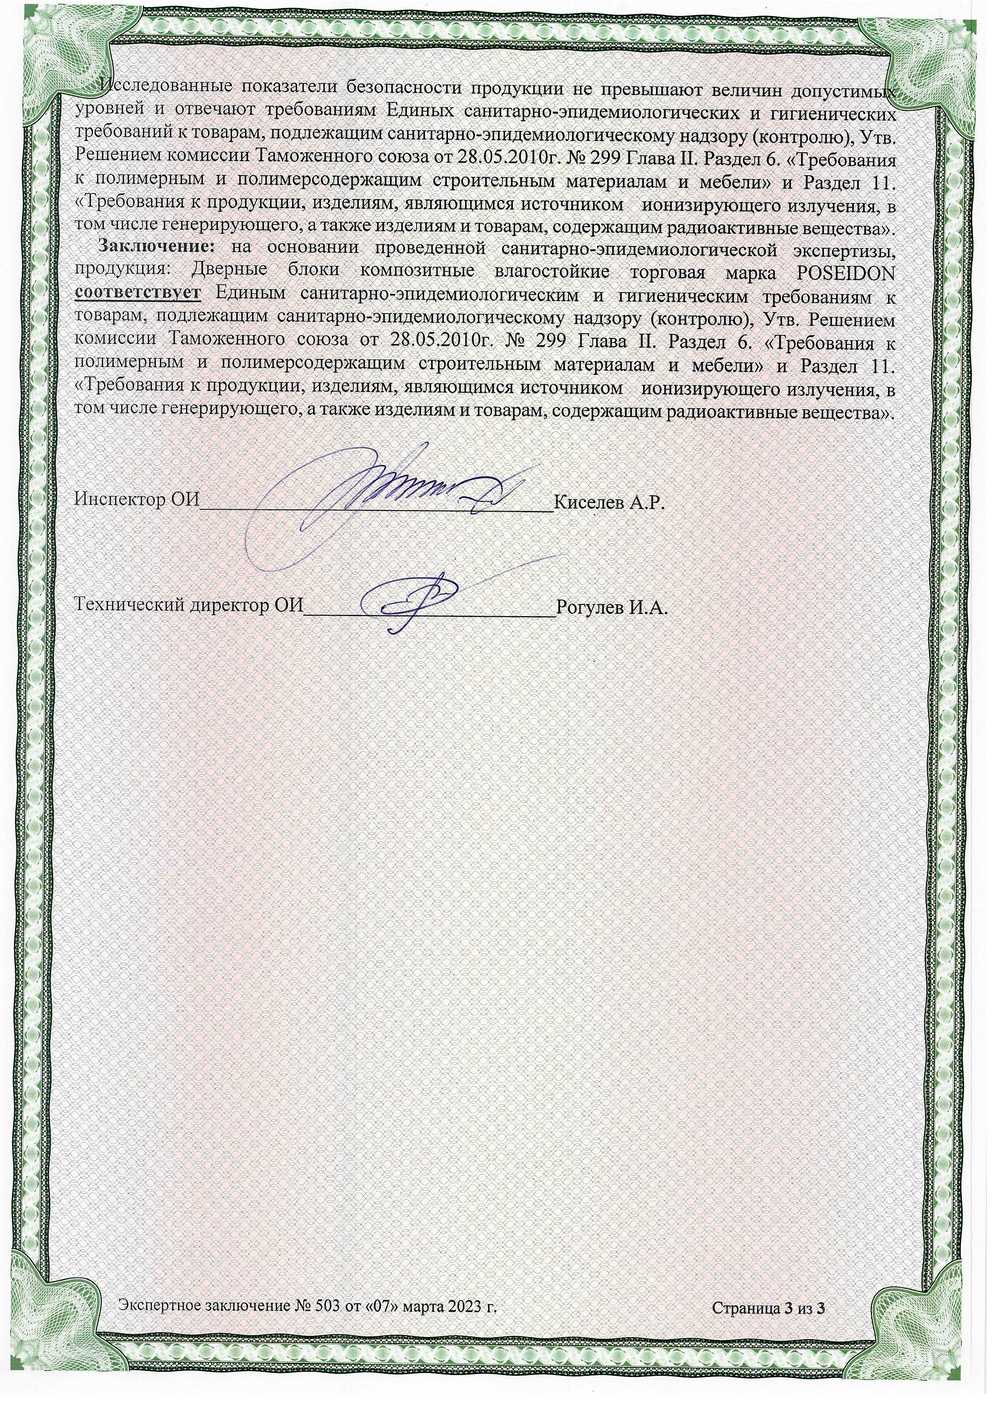 Исследованные показатели безопасности продукции не превышают величин допустимых
уровней и отвечают требованиям Единых санитарно-эпидемиологических и гигиенических
требований к товарам, подлежащим санитарно-эпидемиологическому надзору (контролю), Утв.
Решением комиссии Таможенного союза от 28.05.2010г. № 299 Глава II. Раздел 6. «Требования
к полимерным и полимерсодержащим строительным материалам и мебели» и Раздел 11.
«Требования к продукции, изделиям, являющимся источником ионизирующего излучения, в
том числе генерирующего, а также изделиям и товарам, содержащим радиоактивные вещества».
Заключение: на основании проведенной санитарно-эпидемиологической экспертизы,
продукция: Дверные блоки композитные влагостойкие торговая марка POSEIDON
соответствует Единым санитарно-эпидемиологическим и гигиеническим требованиям к
товарам, подлежащим санитарно-эпидемиологическому надзору (контролю), Утв. Решением
комиссии Таможенного союза от 28.05.2010г. № 299 Глава II. Раздел 6. «Требования к
полимерным и полимерсодержащим строительным материалам и мебели» и Раздел 11.
«Требования к продукции, изделиям, являющимся источником ионизирующего излучения, в
том числе генерирующего, а также изделиям и товарам, содержащим радиоактивные вещества».
Инспектор ОИ Киселев А.Р.
Технический директор ОИ Рогулев И.А.
Экспертное заключение № 503 от «07» марта 2023 г. Страница 3 из 3